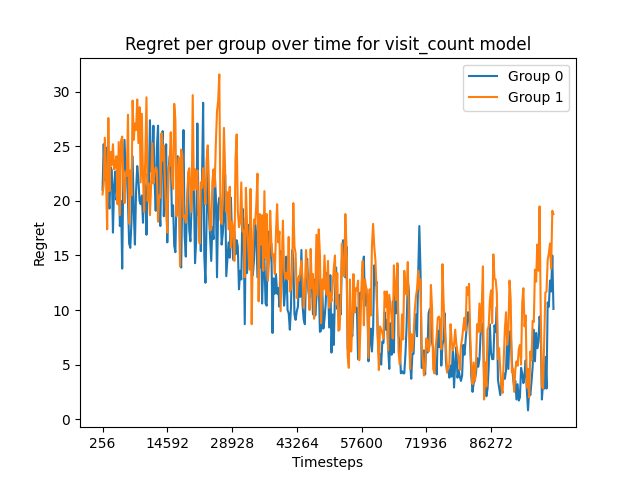 Regret per group over time for visit_count model
Group 0
Group 1
Regret
30
25
20
15
10
5
0
256 14592 28928 43264 57600 71936 86272
Timesteps